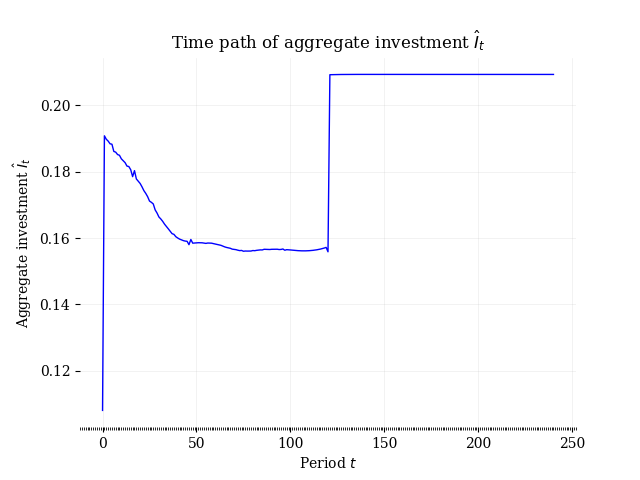 Time path of aggregate investment Î_t
Aggregate investment Î_t
0.20
0.18
0.16
0.14
0.12
0 50 100 150 200 250
Period t